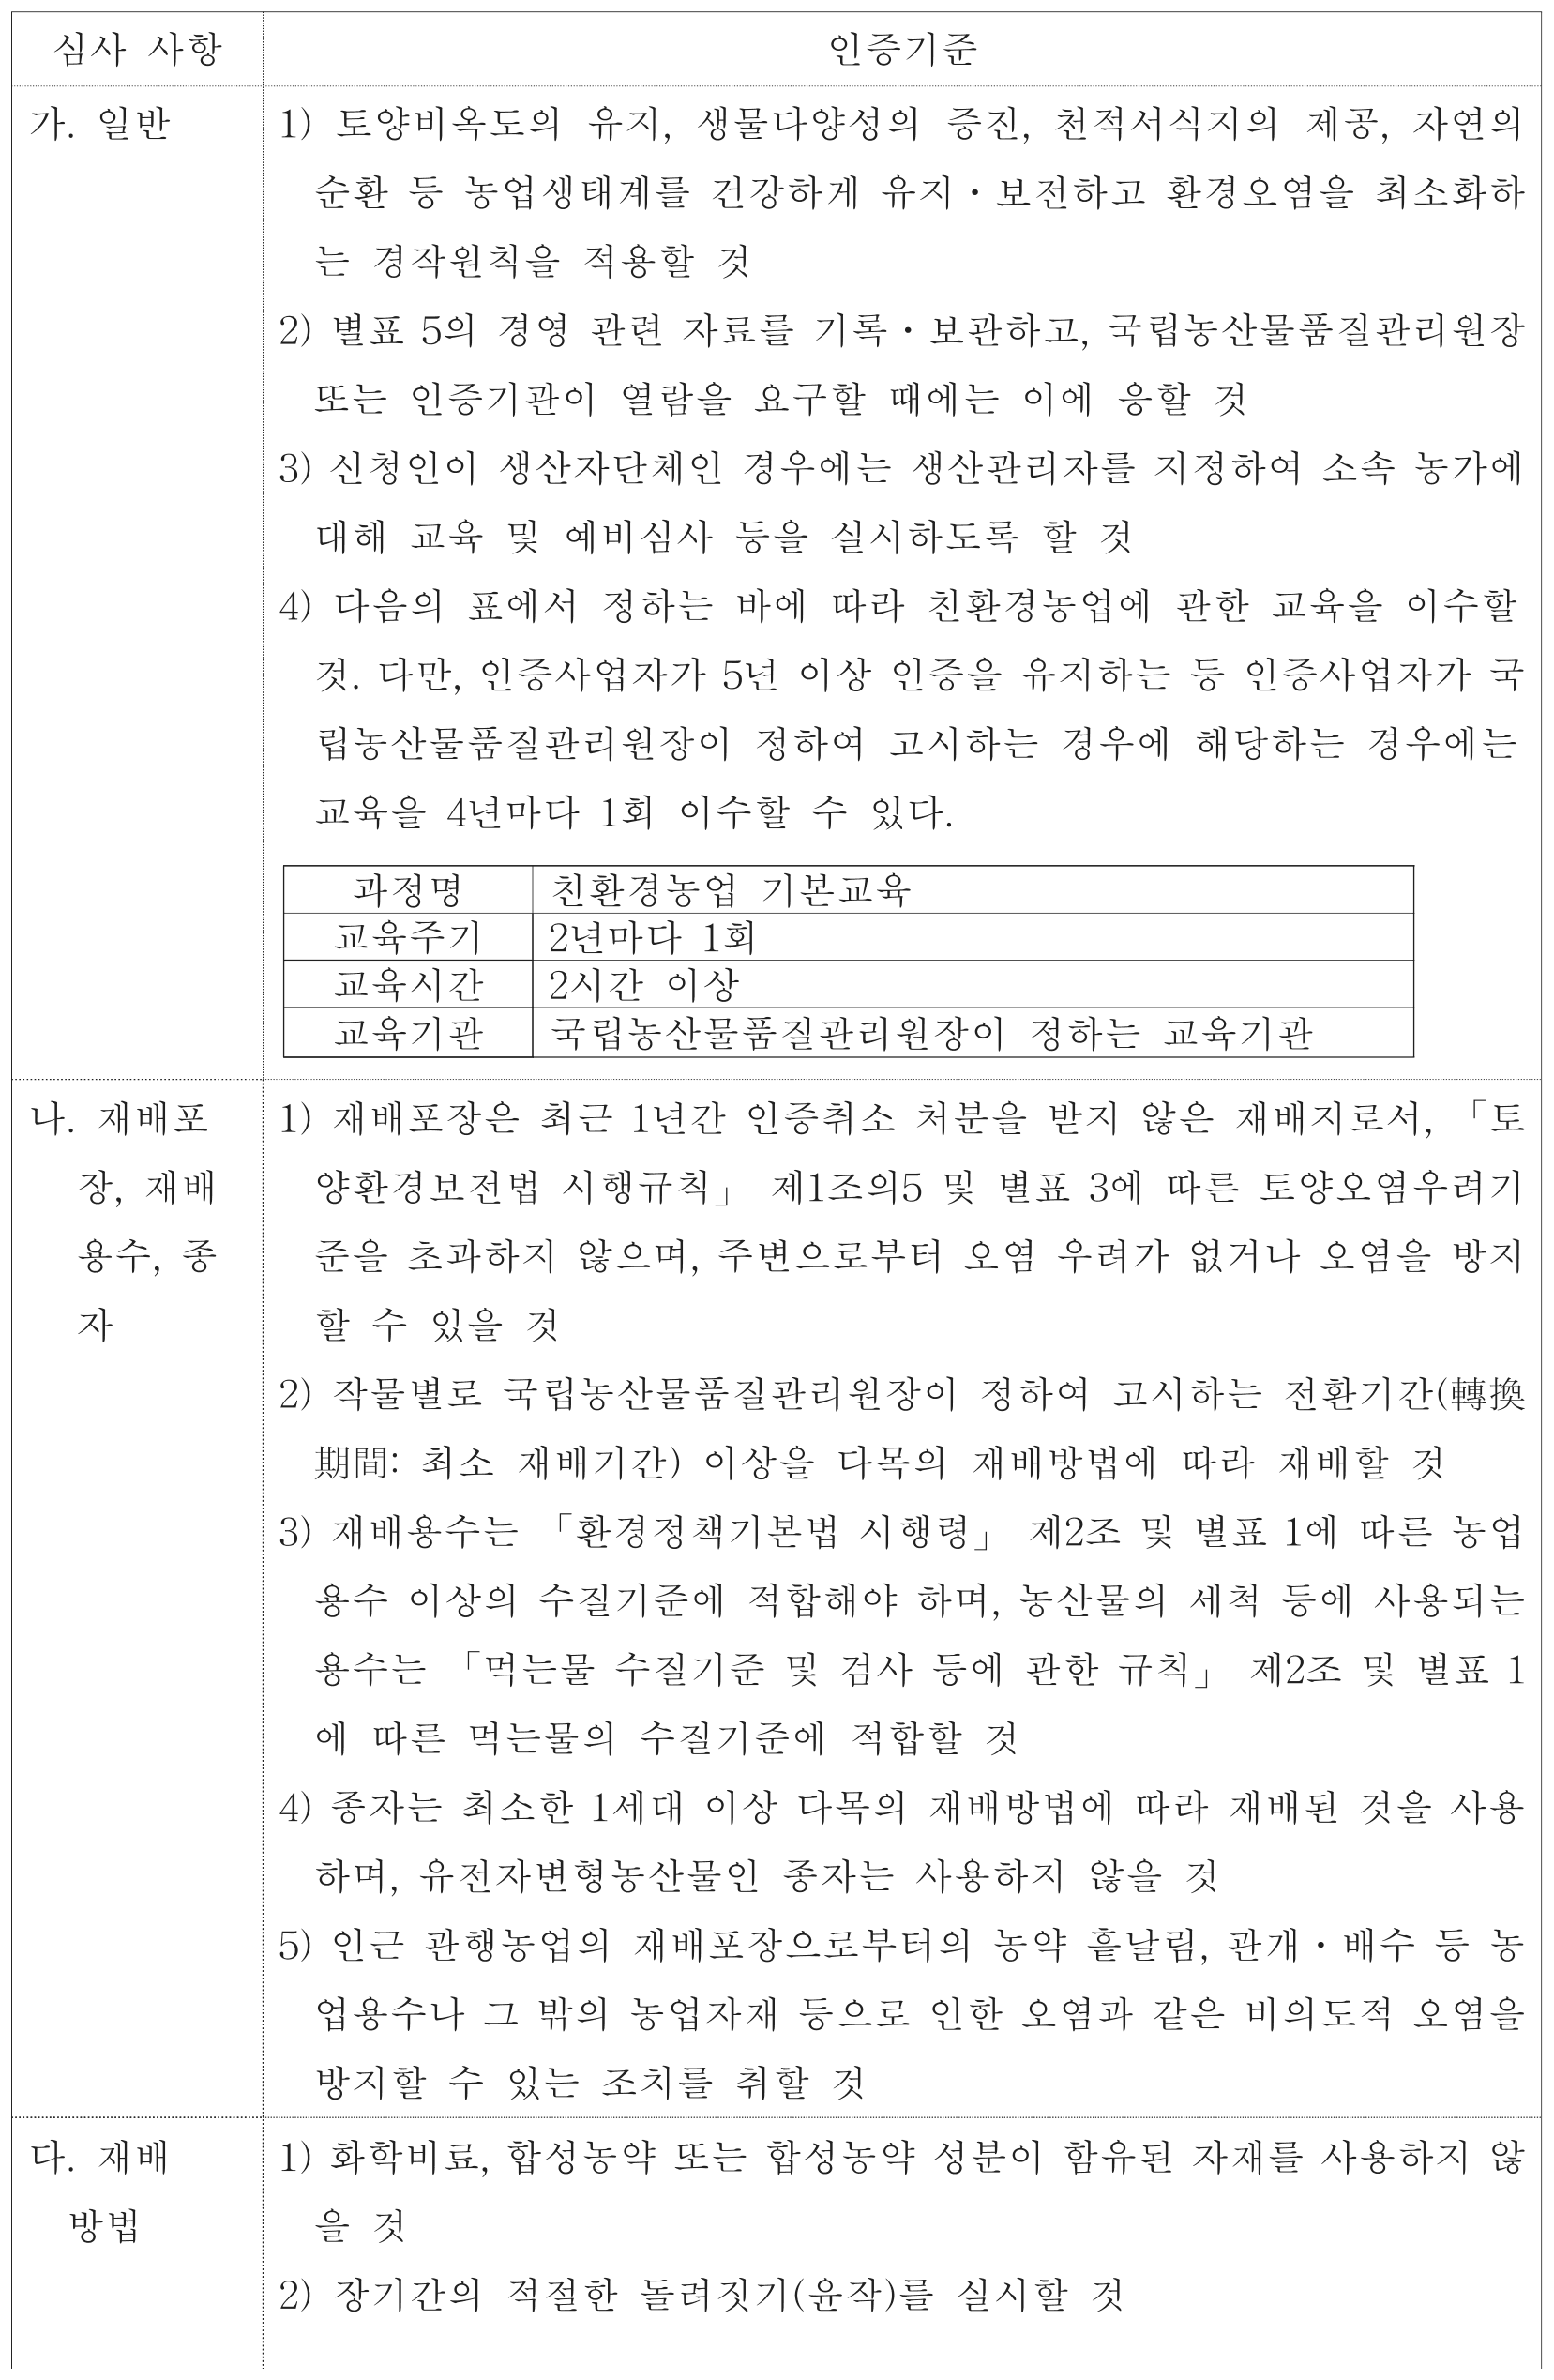 심사 사항
인증기준
가. 일반
1) 토양비옥도의 유지, 생물다양성의 증진, 천적서식지의 제공, 자연의
순환 등 농업생태계를 건강하게 유지・보전하고 환경오염을 최소화하
는 경작원칙을 적용할 것
2) 별표 5의 경영 관련 자료를 기록・보관하고, 국립농산물품질관리원장
또는 인증기관이 열람을 요구할 때에는 이에 응할 것
3) 신청인이 생산자단체인 경우에는 생산관리자를 지정하여 소속 농가에
대해 교육 및 예비심사 등을 실시하도록 할 것
4) 다음의 표에서 정하는 바에 따라 친환경농업에 관한 교육을 이수할
것. 다만, 인증사업자가 5년 이상 인증을 유지하는 등 인증사업자가 국
립농산물품질관리원장이 정하여 고시하는 경우에 해당하는 경우에는
교육을 4년마다 1회 이수할 수 있다.
과정명 친환경농업 기본교육
교육주기 2년마다 1회
교육시간 2시간 이상
교육기관 국립농산물품질관리원장이 정하는 교육기관
나. 재배포
장, 재배
용수, 종
자
1) 재배포장은 최근 1년간 인증취소 처분을 받지 않은 재배지로서, 「토
양환경보전법 시행규칙」 제1조의5 및 별표 3에 따른 토양오염우려기
준을 초과하지 않으며, 주변으로부터 오염 우려가 없거나 오염을 방지
할 수 있을 것
2) 작물별로 국립농산물품질관리원장이 정하여 고시하는 전환기간(轉換
期間: 최소 재배기간) 이상을 다목의 재배방법에 따라 재배할 것
3) 재배용수는 「환경정책기본법 시행령」 제2조 및 별표 1에 따른 농업
용수 이상의 수질기준에 적합해야 하며, 농산물의 세척 등에 사용되는
용수는 「먹는물 수질기준 및 검사 등에 관한 규칙」 제2조 및 별표 1
에 따른 먹는물의 수질기준에 적합할 것
4) 종자는 최소한 1세대 이상 다목의 재배방법에 따라 재배된 것을 사용
하며, 유전자변형농산물인 종자는 사용하지 않을 것
5) 인근 관행농업의 재배포장으로부터의 농약 흩날림, 관개・배수 등 농
업용수나 그 밖의 농업자재 등으로 인한 오염과 같은 비의도적 오염을
방지할 수 있는 조치를 취할 것
다. 재배
방법
1) 화학비료, 합성농약 또는 합성농약 성분이 함유된 자재를 사용하지 않
을 것
2) 장기간의 적절한 돌려짓기(윤작)를 실시할 것